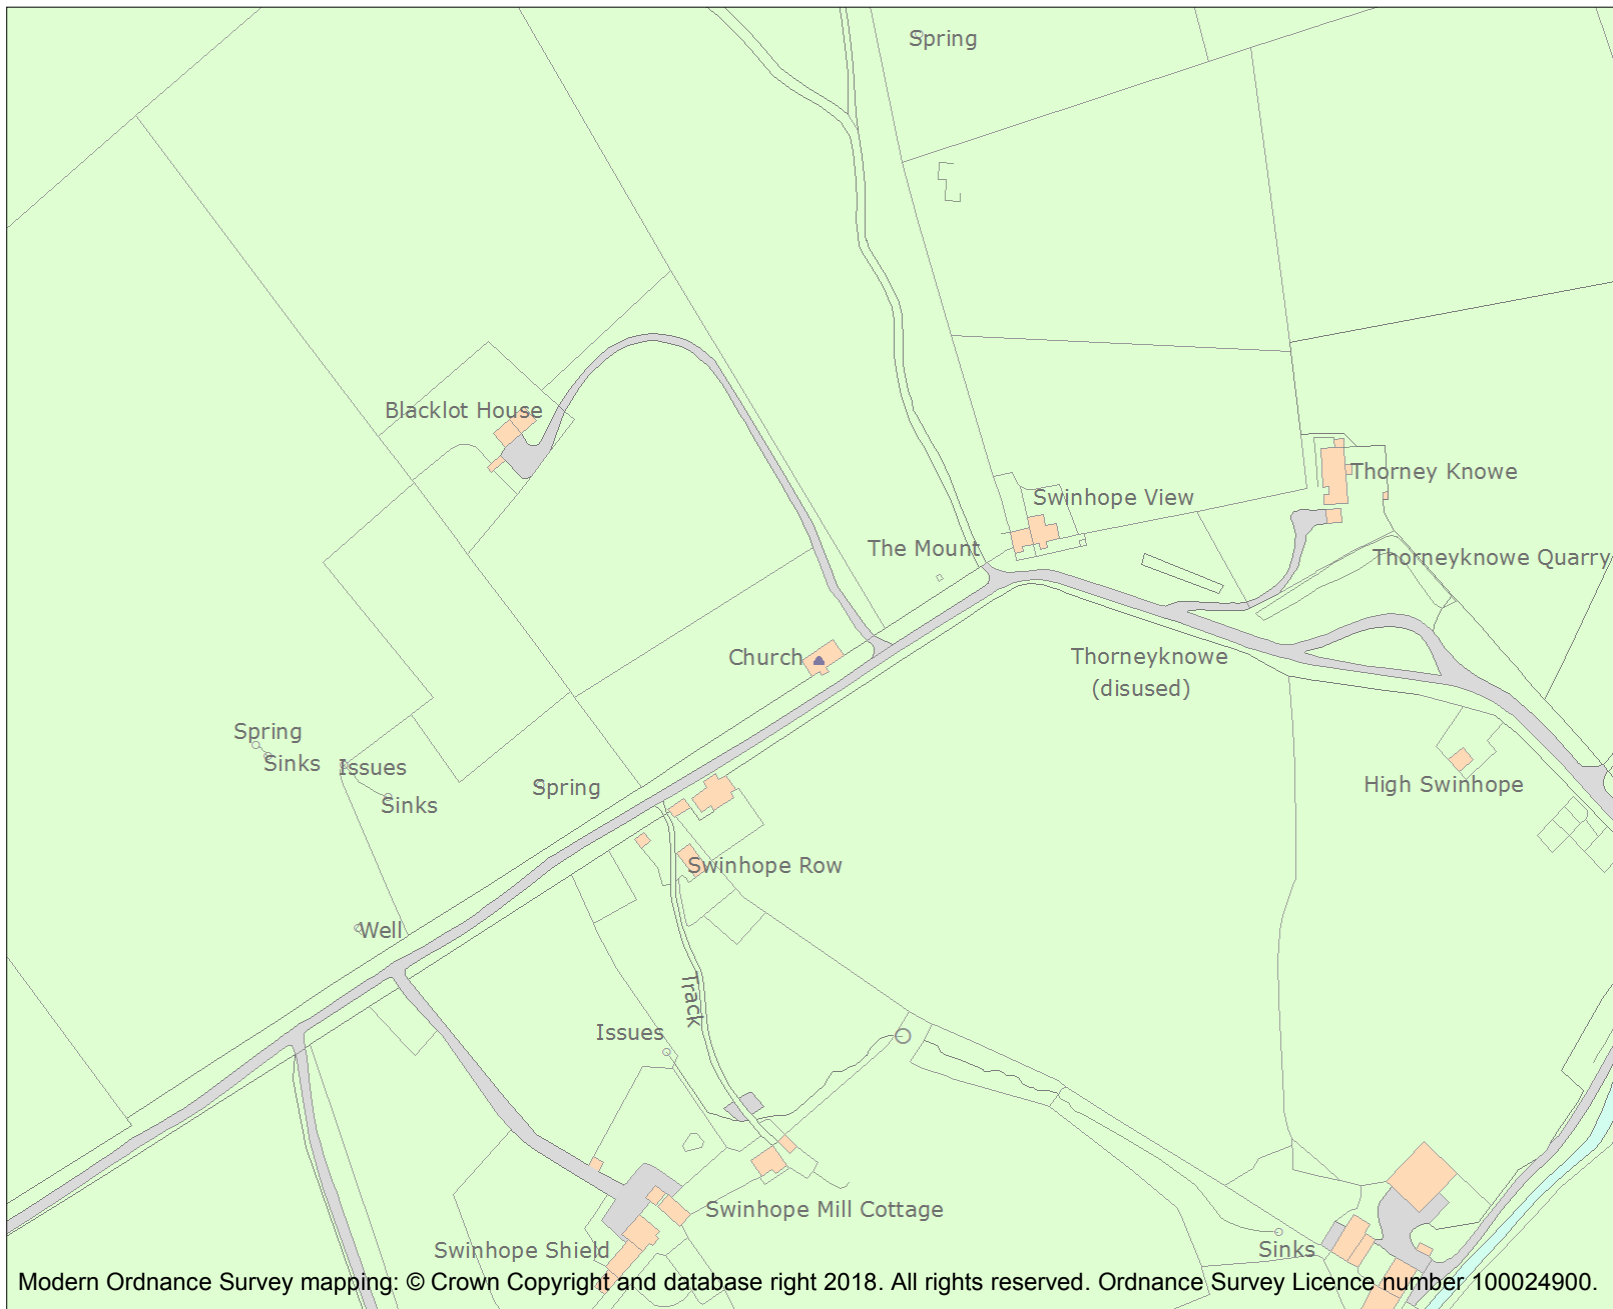 Spring
Blacklot House
Thorney Knowe
Swinhope View
The Mount
Thorneyknowe Quarry
Church
Thorneyknowe
(disused)
Spring
Sinks
Issues
Spring
Sinks
High Swinhope
Swinhope Row
Well
Track
Issues
Swinhope Mill Cottage
Swinhope Shield
Sinks
Modern Ordnance Survey mapping: © Crown Copyright and database right 2018. All rights reserved. Ordnance Survey Licence number 100024900.